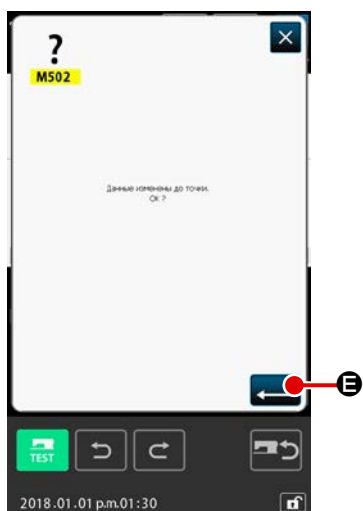 ?
M502
Данные изменены до точки.
OK ?
E
TEST
2018.01.01 p.m.01:30